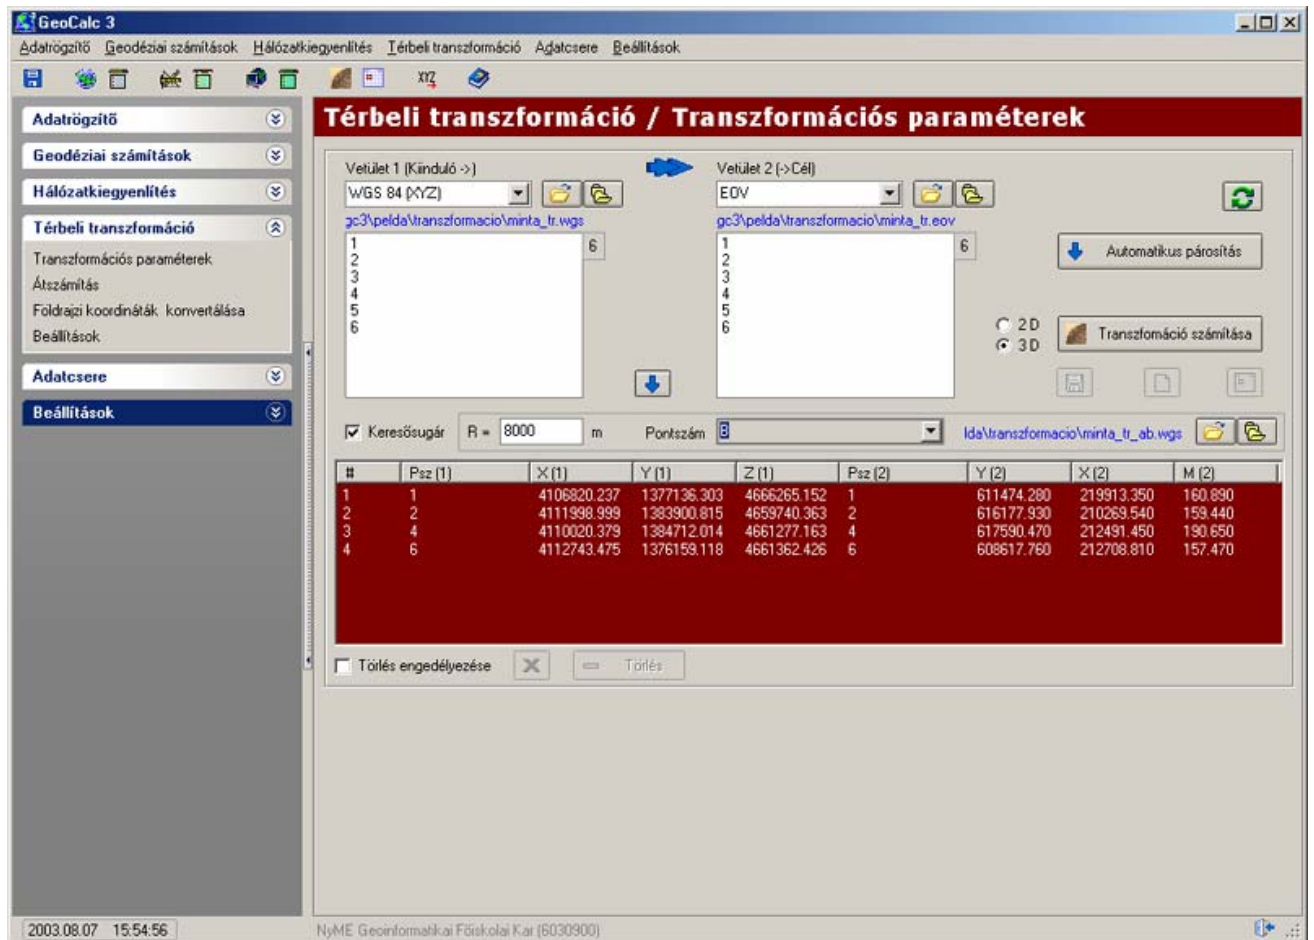 GeoCalc 3
Adatrögzítő Geodéziai számítások Hálózatkiegyenlítés Térbeli transzformáció Adatcsere Beállítások
XYZ
Adatrögzítő
Geodéziai számítások
Hálózatkiegyenlítés
Térbeli transzformáció
Transzformációs paraméterek
Átszámítás
Földrajzi koordináták konvertálása
Beállítások
Adatcsere
Beállítások
Térbeli transzformáció / Transzformációs paraméterek
Vetület 1 (Kiinduló ->) Vetület 2 (->Cél)
WGS 84 (XYZ) EOV
gc3\pelda\transzformacio\minta_tr.wgs gc3\pelda\transzformacio\minta_tr.eov
1 6 1 6
2 2
3 3
4 4
5 5
6 6
Automatikus párosítás
2D
3D
Transzfomáció számítása
Keresősugár R = 8000 m Pontszám lda\transzformacio\minta_tr_ab.wgs
# Psz (1) X (1) Y (1) Z (1) Psz (2) Y (2) X (2) M (2)
1 1 4106820.237 1377136.303 4666265.152 1 611474.280 219913.350 160.890
2 2 4111998.999 1383900.815 4659740.363 2 616177.930 210269.540 159.440
3 4 4110020.379 1384712.014 4661277.163 4 617590.470 212491.450 190.650
4 6 4112743.475 1376159.118 4661362.426 6 608617.760 212708.810 157.470
Törlés engedélyezése Törlés
2003.08.07 15:54:56 NyME Geoinformatikai Főiskolai Kar (6030900)